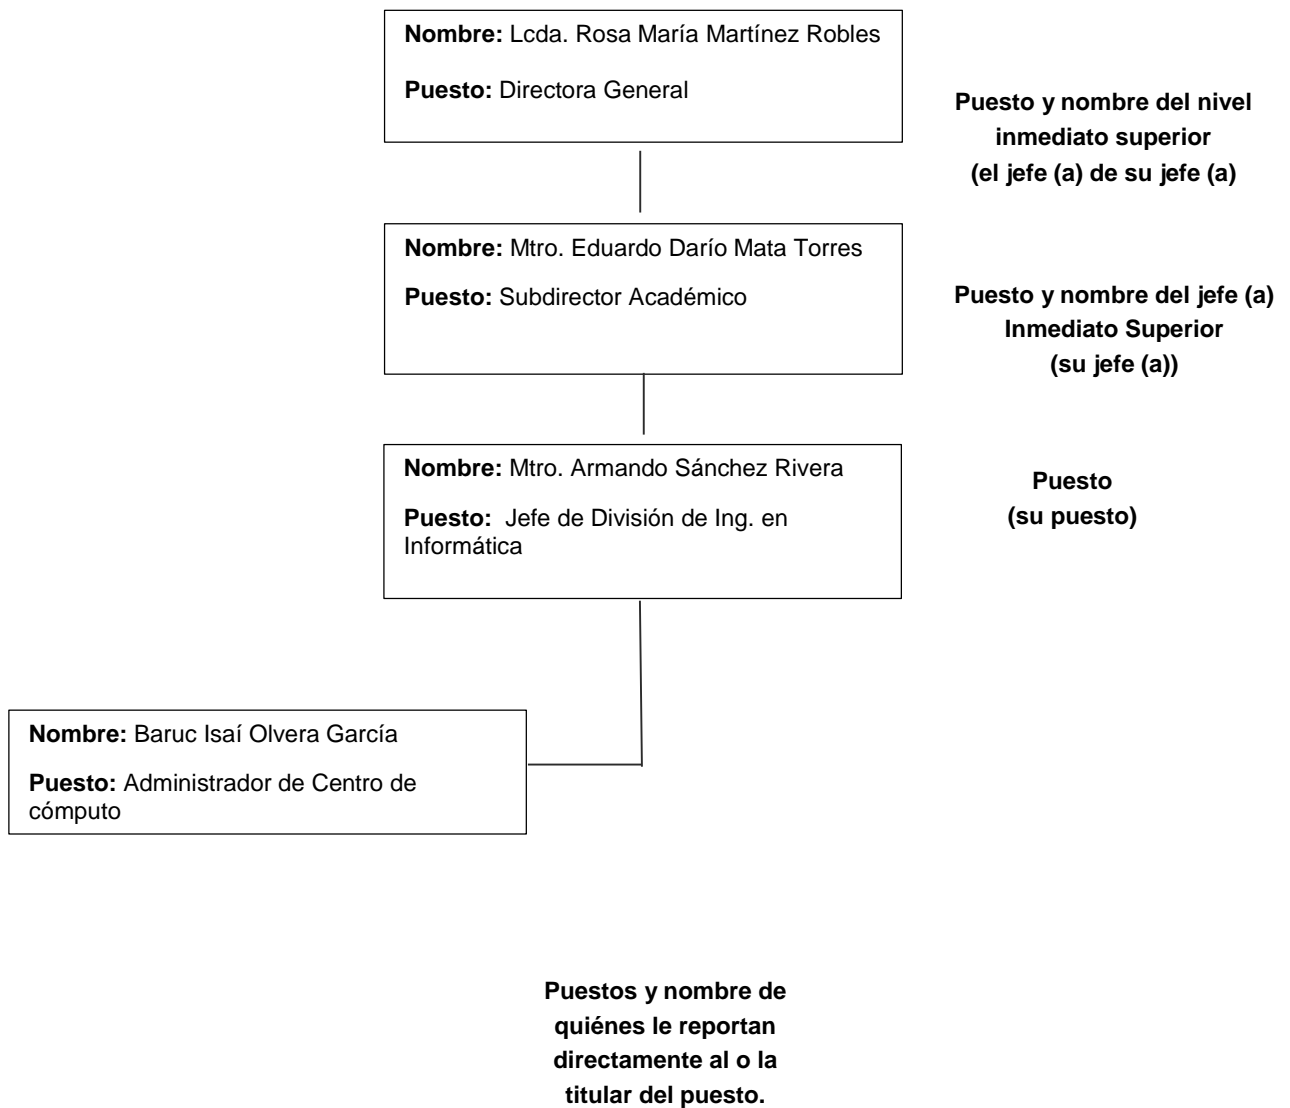 Nombre: Lcda. Rosa María Martínez Robles
Puesto: Directora General
Puesto y nombre del nivel
inmediato superior
(el jefe (a) de su jefe (a)
Nombre: Mtro. Eduardo Darío Mata Torres
Puesto: Subdirector Académico
Puesto y nombre del jefe (a)
Inmediato Superior
(su jefe (a))
Nombre: Mtro. Armando Sánchez Rivera
Puesto: Jefe de División de Ing. en
Informática
Puesto
(su puesto)
Nombre: Baruc Isaí Olvera García
Puesto: Administrador de Centro de
cómputo
Puestos y nombre de
quiénes le reportan
directamente al o la
titular del puesto.